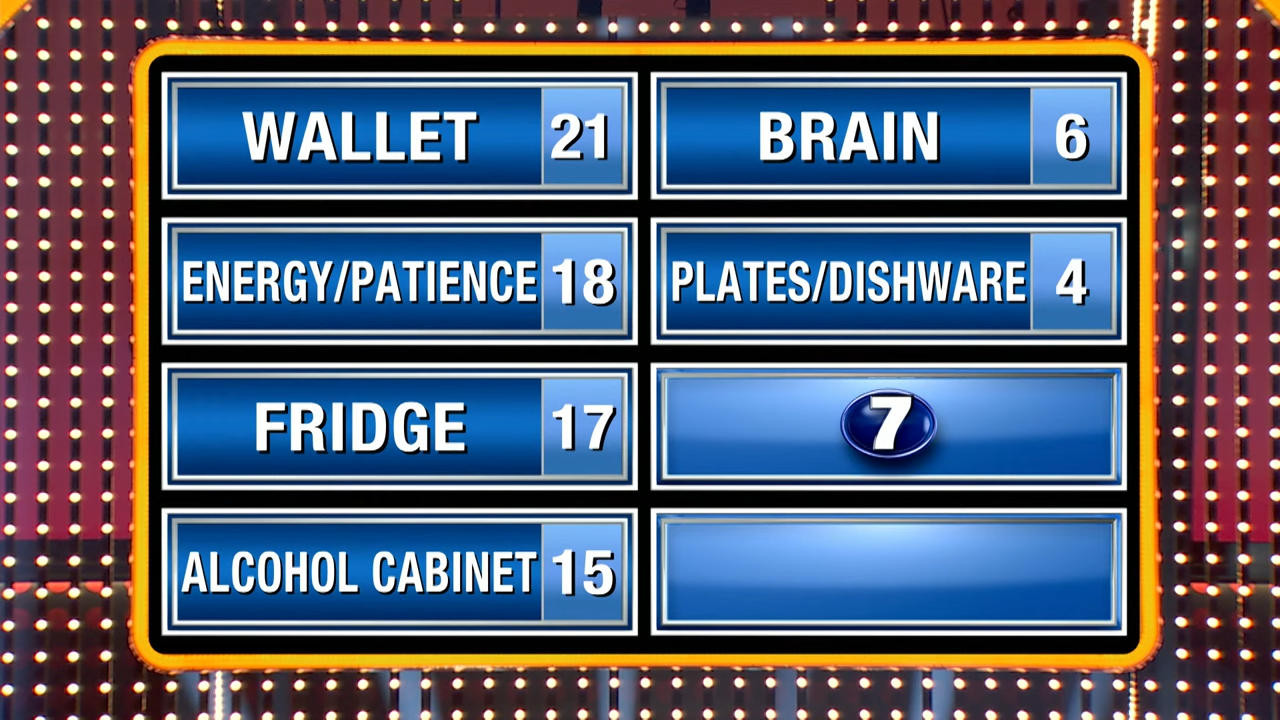 WALLET 21
ENERGY/PATIENCE 18
FRIDGE 17
ALCOHOL CABINET 15
BRAIN 6
PLATES/DISHWARE 4
7